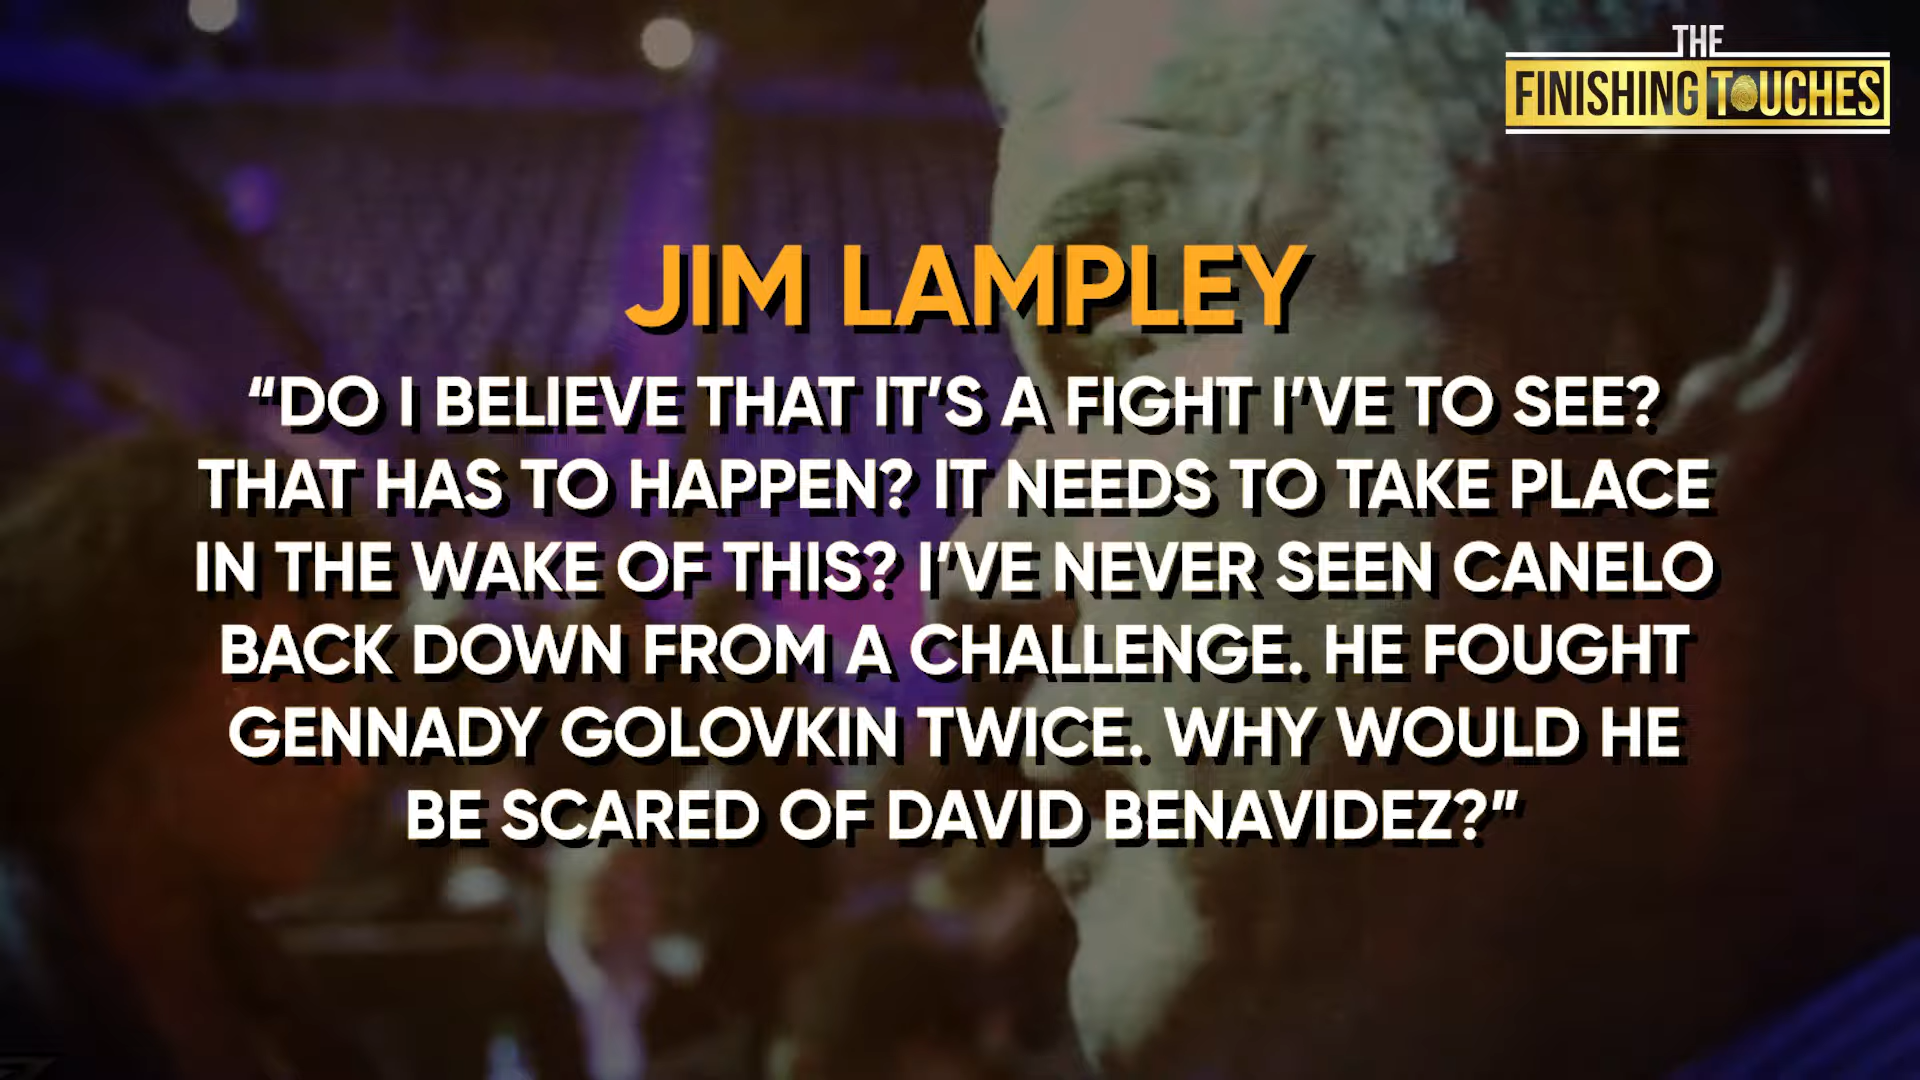 THE
FINISHING TOUCHES
JIM LAMPLEY
“DO I BELIEVE THAT IT’S A FIGHT I’VE TO SEE?
THAT HAS TO HAPPEN? IT NEEDS TO TAKE PLACE
IN THE WAKE OF THIS? I’VE NEVER SEEN CANELO
BACK DOWN FROM A CHALLENGE. HE FOUGHT
GENNADY GOLOVKIN TWICE. WHY WOULD HE
BE SCARED OF DAVID BENAVIDEZ?”